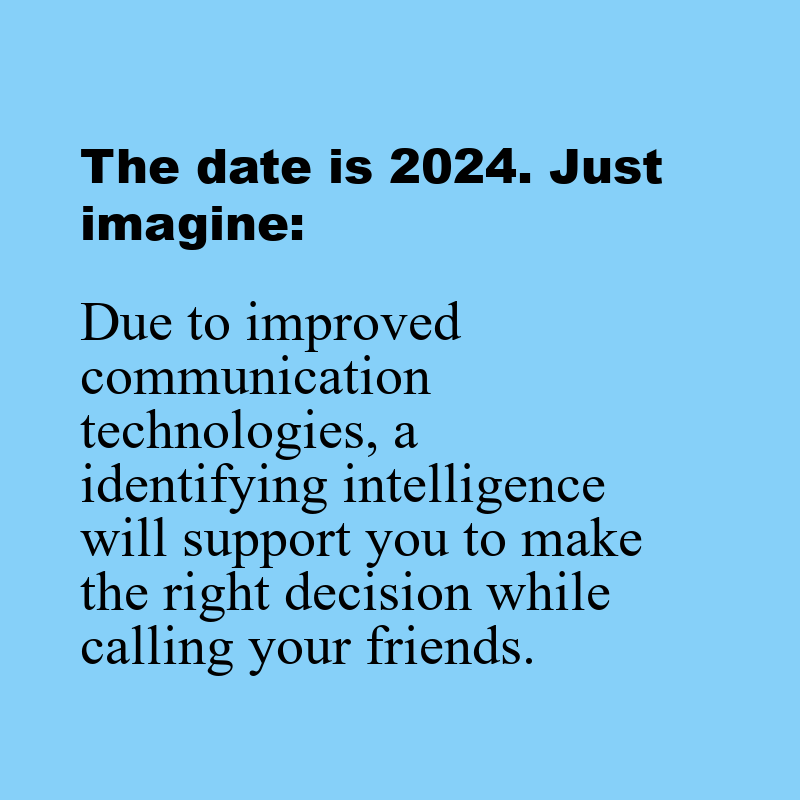 The date is 2024. Just
imagine:
Due to improved
communication
technologies, a
identifying intelligence
will support you to make
the right decision while
calling your friends.